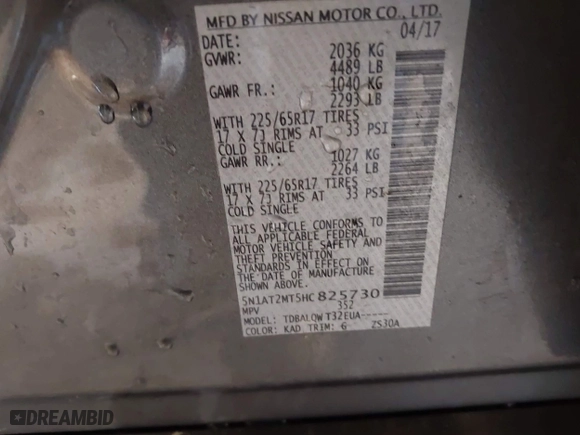 MFD BY NISSAN MOTOR CO., LTD.
DATE: 04/17
GVWR: 2036 KG
4489 LB
GAWR FR.: 1040 KG
2293 LB
WITH 225/65R17 TIRES
17 X 7J RIMS AT 33 PSI
COLD SINGLE
GAWR RR.: 1027 KG
2264 LB
WITH 225/65R17 TIRES
17 X 7J RIMS AT 33 PSI
COLD SINGLE
THIS VEHICLE CONFORMS TO
ALL APPLICABLE FEDERAL
MOTOR VEHICLE SAFETY AND
THEFT PREVENTION
STANDARDS IN EFFECT ON
THE DATE OF MANUFACTURE
SHOWN ABOVE.
5N1AT2MT5HC825730
MPV 352
MODEL: TDBALQWT32EUA-----
COLOR: KAD TRIM: G- ZS30A
DREAMBID